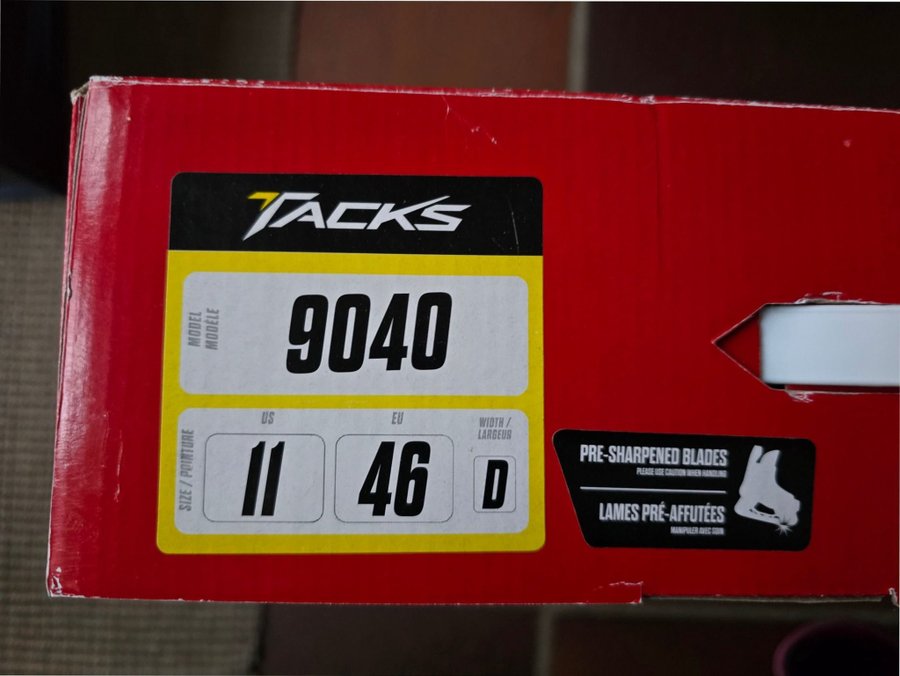 TACKS
MODEL
MODÈLE
9040
SIZE / POINTURE
US
11
EU
46
WIDTH /
LARGEUR
D
PRE-SHARPENED BLADES
PLEASE USE CAUTION WHEN HANDLING
LAMES PRÉ-AFFUTÉES
MANIPULER AVEC SOIN